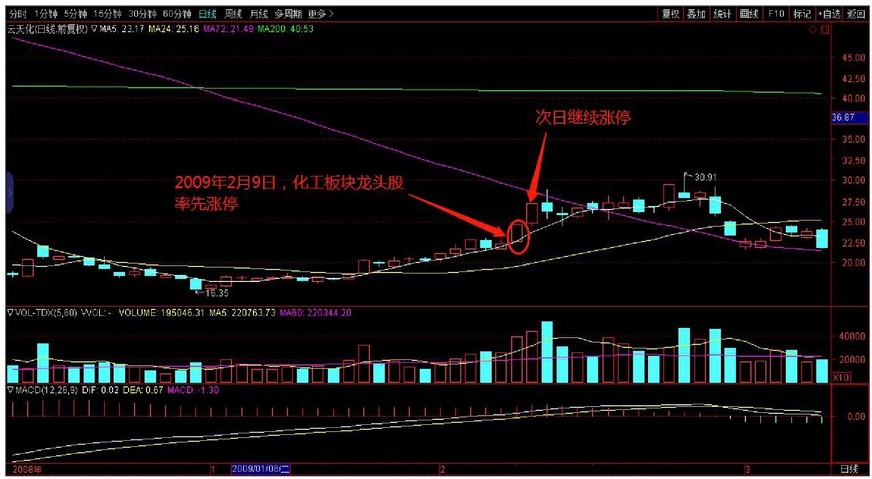 分时 1分钟 5分钟 15分钟 30分钟 60分钟 日线 周线 月线 多周期 更多> 复权 叠加 统计 画线 F10 标记 +自选 返回
云天化(日线.前复权) ▽ MA5: 23.17 MA24: 25.16 MA72: 21.49 MA200: 40.53
45.00
42.50
40.00
36.87
次日继续涨停
35.00
32.50
30.91
2009年2月9日，化工板块龙头股
率先涨停
30.00
27.50
25.00
22.50
20.00
16.35
▽VOL-TDX(5,60) VVOL: - VOLUME: 195046.31 MA5: 220763.73 MA60: 220344.20
40000
20000
X10
▽MACD(12,26,9) DIF: 0.02 DEA: 0.67 MACD: -1.30
0.00
2008年 1 2009/01/06/二 2 3 日线